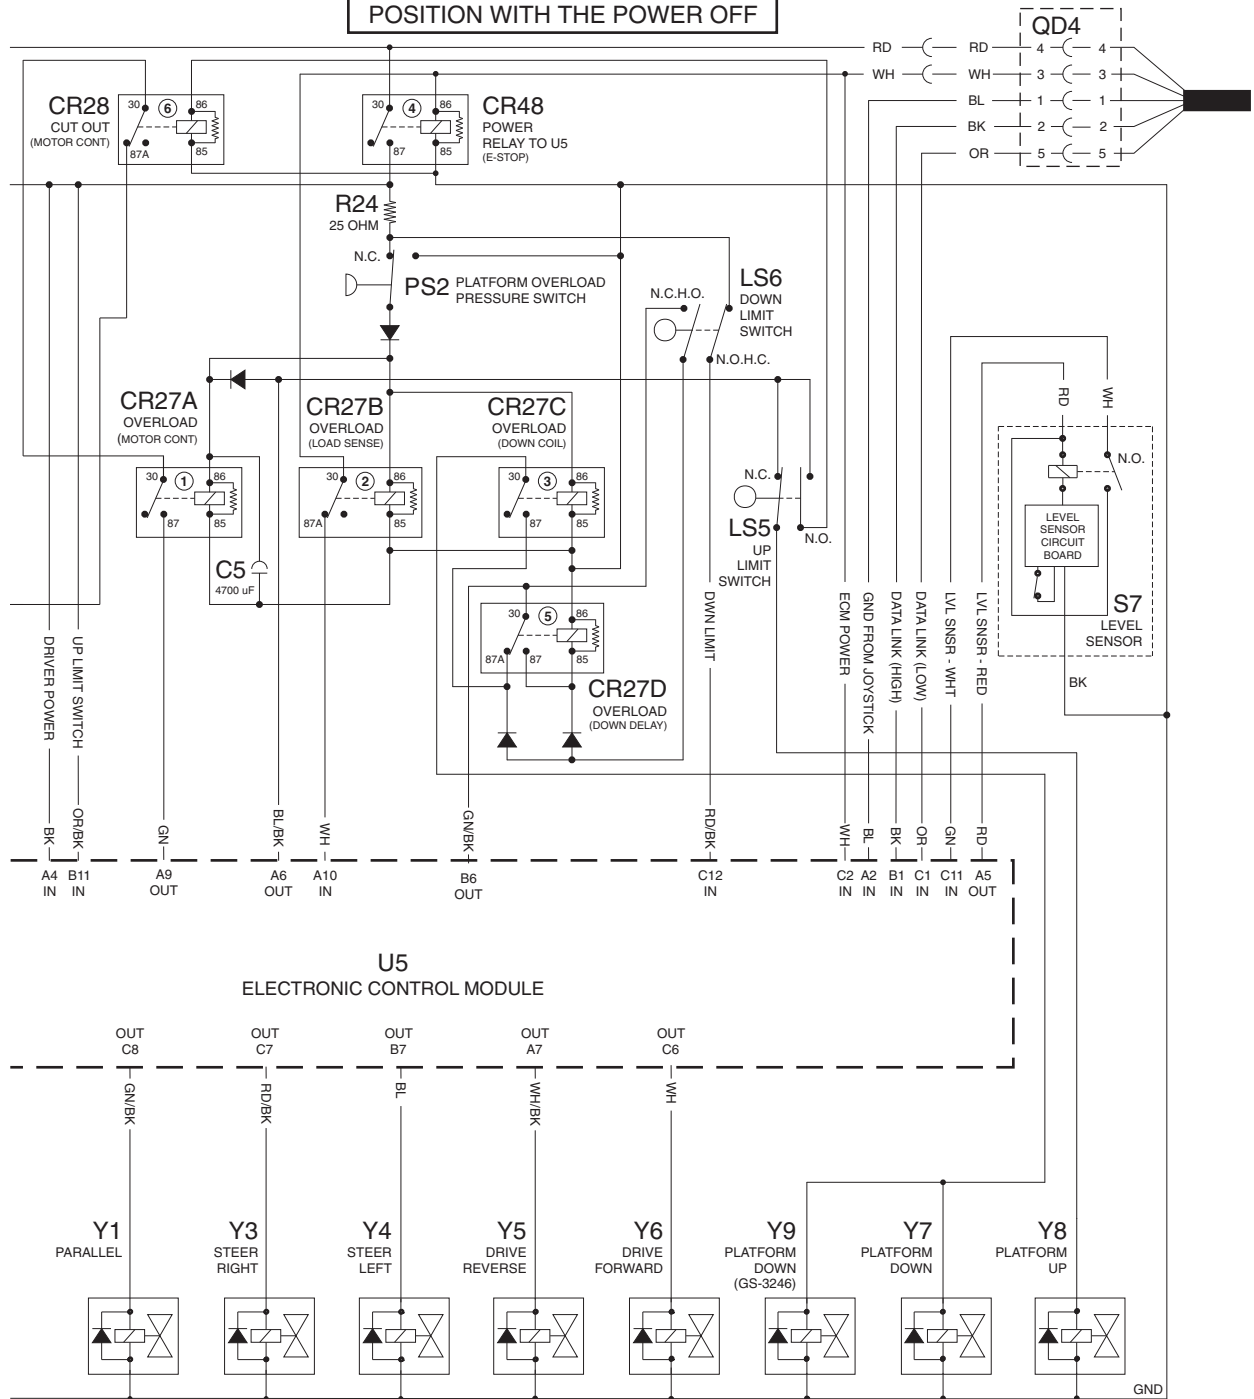 POSITION WITH THE POWER OFF
QD4
RD
RD
4
4
WH
WH
3
3
BL
1
1
BK
2
2
OR
5
5
CR28
CUT OUT
(MOTOR CONT)
30
6
86
87A
85
30
4
86
87
85
CR48
POWER
RELAY TO U5
(E-STOP)
R24
25 OHM
N.C.
PS2
PLATFORM OVERLOAD
PRESSURE SWITCH
N.C.H.O.
LS6
DOWN
LIMIT
SWITCH
N.O.H.C.
CR27A
OVERLOAD
(MOTOR CONT)
30
1
86
87
85
CR27B
OVERLOAD
(LOAD SENSE)
30
2
86
87A
85
CR27C
OVERLOAD
(DOWN COIL)
30
3
86
87
85
N.C.
LS5
UP
LIMIT
SWITCH
N.O.
RD
WH
N.O.
LEVEL
SENSOR
CIRCUIT
BOARD
S7
LEVEL
SENSOR
BK
C5
4700 uF
30
5
86
87A
87
85
CR27D
OVERLOAD
(DOWN DELAY)
DRIVER POWER
UP LIMIT SWITCH
DWN LIMIT
ECM POWER
GND FROM JOYSTICK
DATA LINK (HIGH)
DATA LINK (LOW)
LVL SNSR - WHT
LVL SNSR - RED
BK
OR/BK
GN
BL/BK
WH
GN/BK
RD/BK
WH
BL
BK
OR
GN
RD
A4
IN
B11
IN
A9
OUT
A6
OUT
A10
IN
B6
OUT
C12
IN
C2
IN
A2
IN
B1
IN
C1
IN
C11
IN
A5
OUT
U5
ELECTRONIC CONTROL MODULE
OUT
C8
OUT
C7
OUT
B7
OUT
A7
OUT
C6
GN/BK
RD/BK
BL
WH/BK
WH
Y1
PARALLEL
Y3
STEER
RIGHT
Y4
STEER
LEFT
Y5
DRIVE
REVERSE
Y6
DRIVE
FORWARD
Y9
PLATFORM
DOWN
(GS-3246)
Y7
PLATFORM
DOWN
Y8
PLATFORM
UP
GND